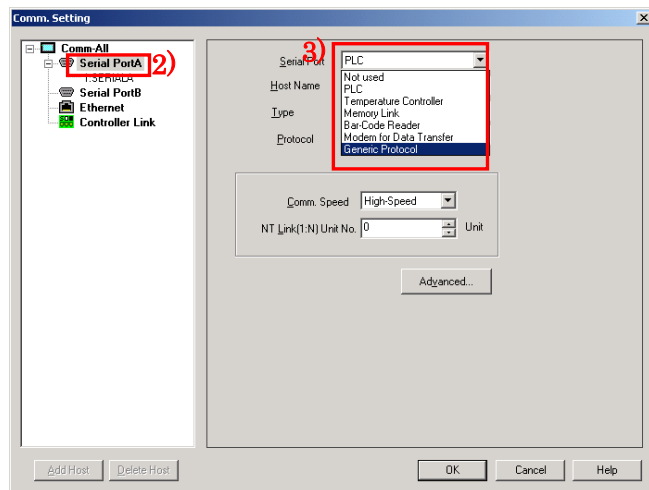 Comm. Setting
Comm-All
Serial PortA
2)
1:SERIALA
Serial PortB
Ethernet
Controller Link
3)
Serial Port
PLC
Not used
PLC
Temperature Controller
Memory Link
Bar-Code Reader
Modem for Data Transfer
Generic Protocol
Host Name
Type
Protocol
Comm. Speed
High-Speed
NT Link(1:N) Unit No.
0
Unit
Advanced...
Add Host
Delete Host
OK
Cancel
Help